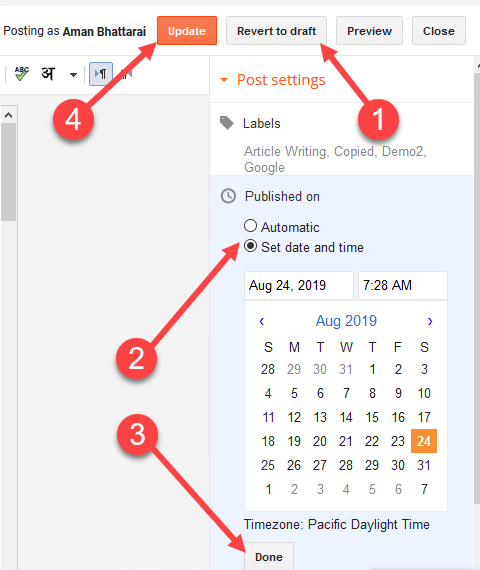 Posting as Aman Bhattarai Update Revert to draft Preview Close
ABC अ ¶ ¶
4
1
Post settings
Labels
Article Writing, Copied, Demo2,
Google
Published on
Automatic
Set date and time
Aug 24, 2019 7:28 AM
2
‹ Aug 2019 ›
S M T W T F S
28 29 30 31 1 2 3
4 5 6 7 8 9 10
11 12 13 14 15 16 17
3
18 19 20 21 22 23 24
25 26 27 28 29 30 31
1 2 3 4 5 6 7
Timezone: Pacific Daylight Time
Done